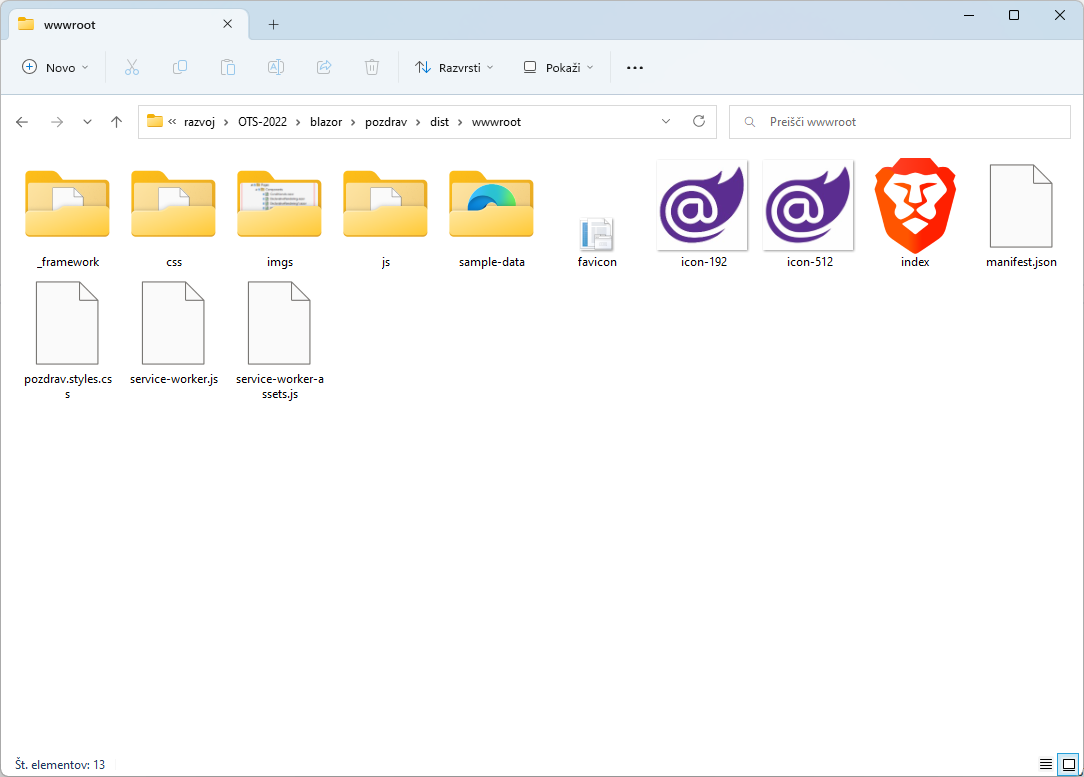 wwwroot
Novo
Razvrsti
Pokaži
« razvoj > OTS-2022 > blazor > pozdrav > dist > wwwroot
Preišči wwwroot
_framework
css
imgs
js
sample-data
favicon
icon-192
icon-512
index
manifest.json
pozdrav.styles.cs
s
service-worker.js
service-worker-a
ssets.js
Št. elementov: 13